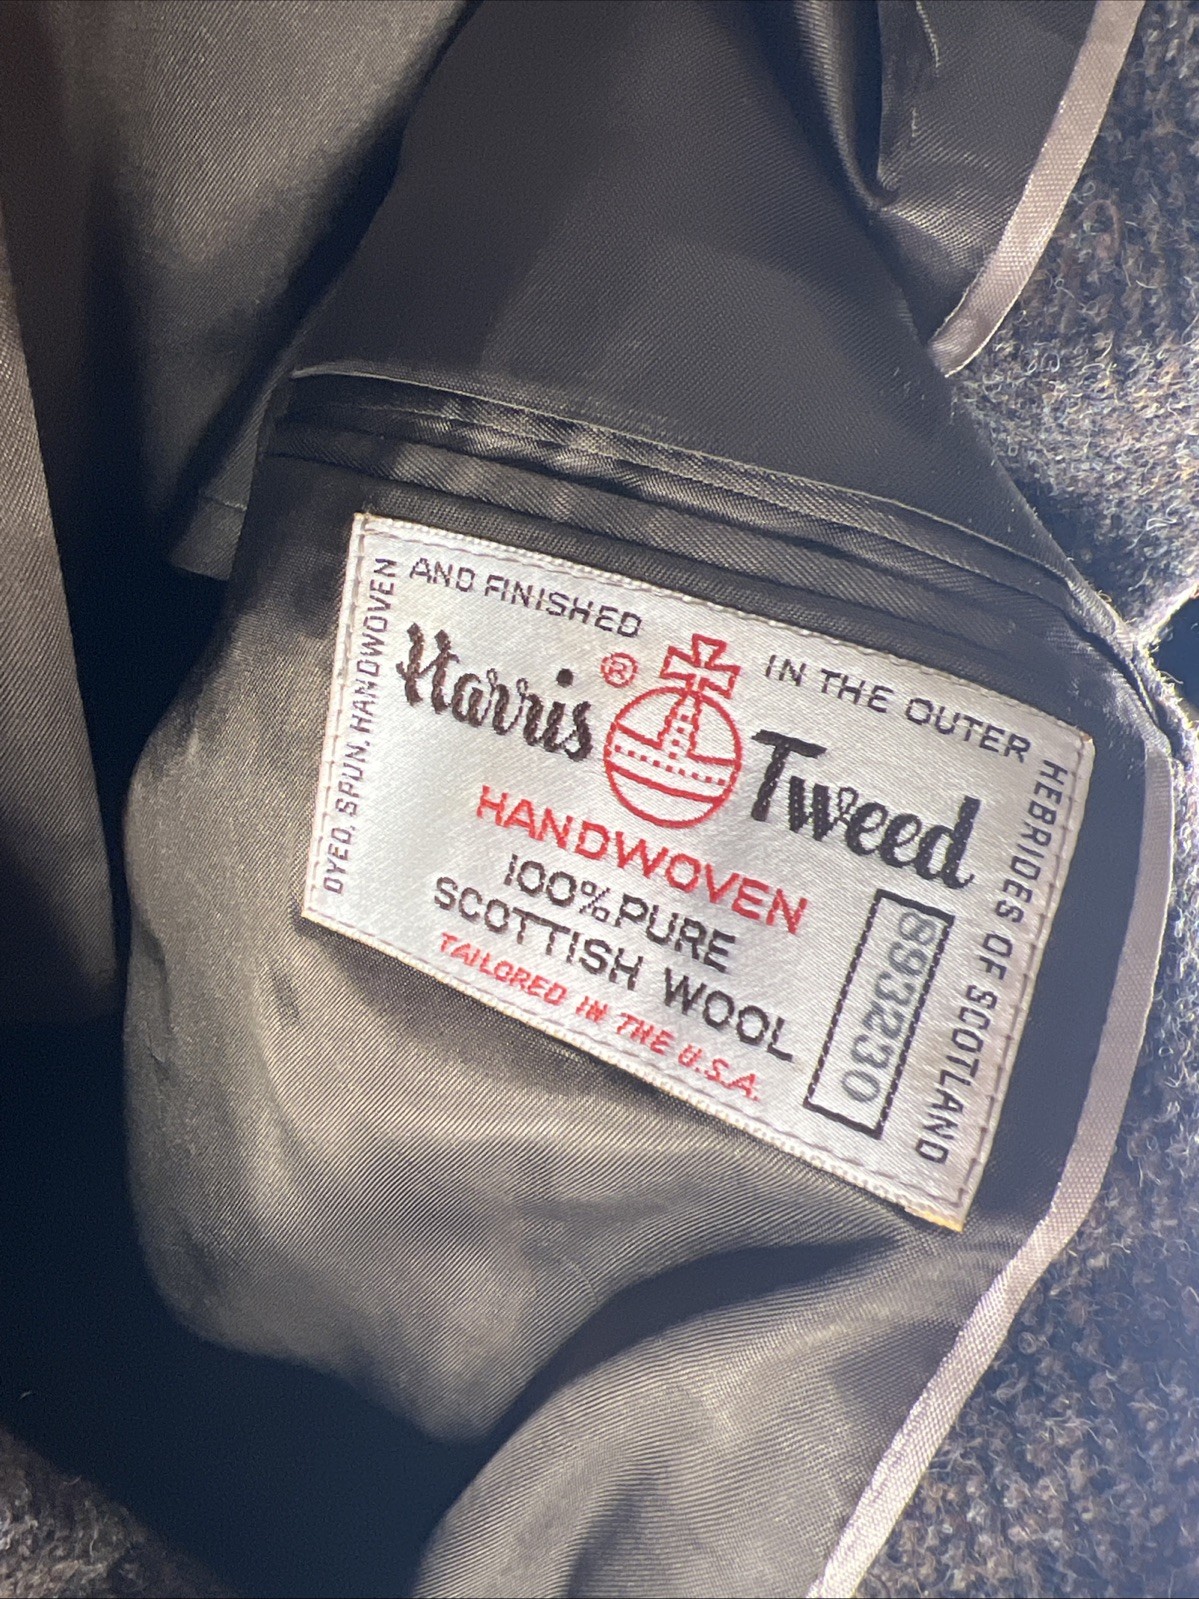 DYED, SPUN, HANDWOVEN
AND FINISHED
IN THE OUTER
HEBRIDES OF SCOTLAND
Harris ® Tweed
HANDWOVEN
100% PURE
SCOTTISH WOOL
TAILORED IN THE U.S.A.
893230